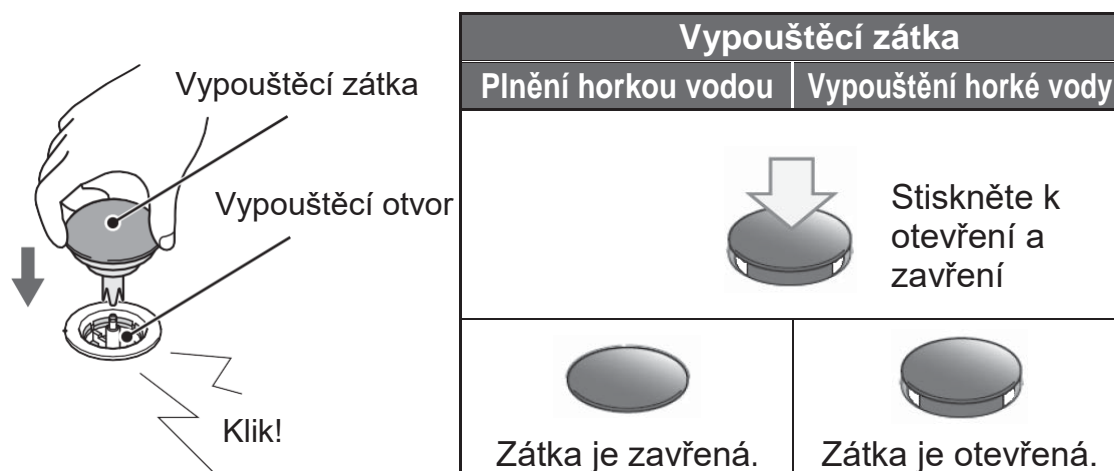 Vypouštěcí zátka
Vypouštěcí otvor
Klik!
Vypouštěcí zátka
Plnění horkou vodou
Vypouštění horké vody
Stiskněte k
otevření a
zavření
Zátka je zavřená.
Zátka je otevřená.